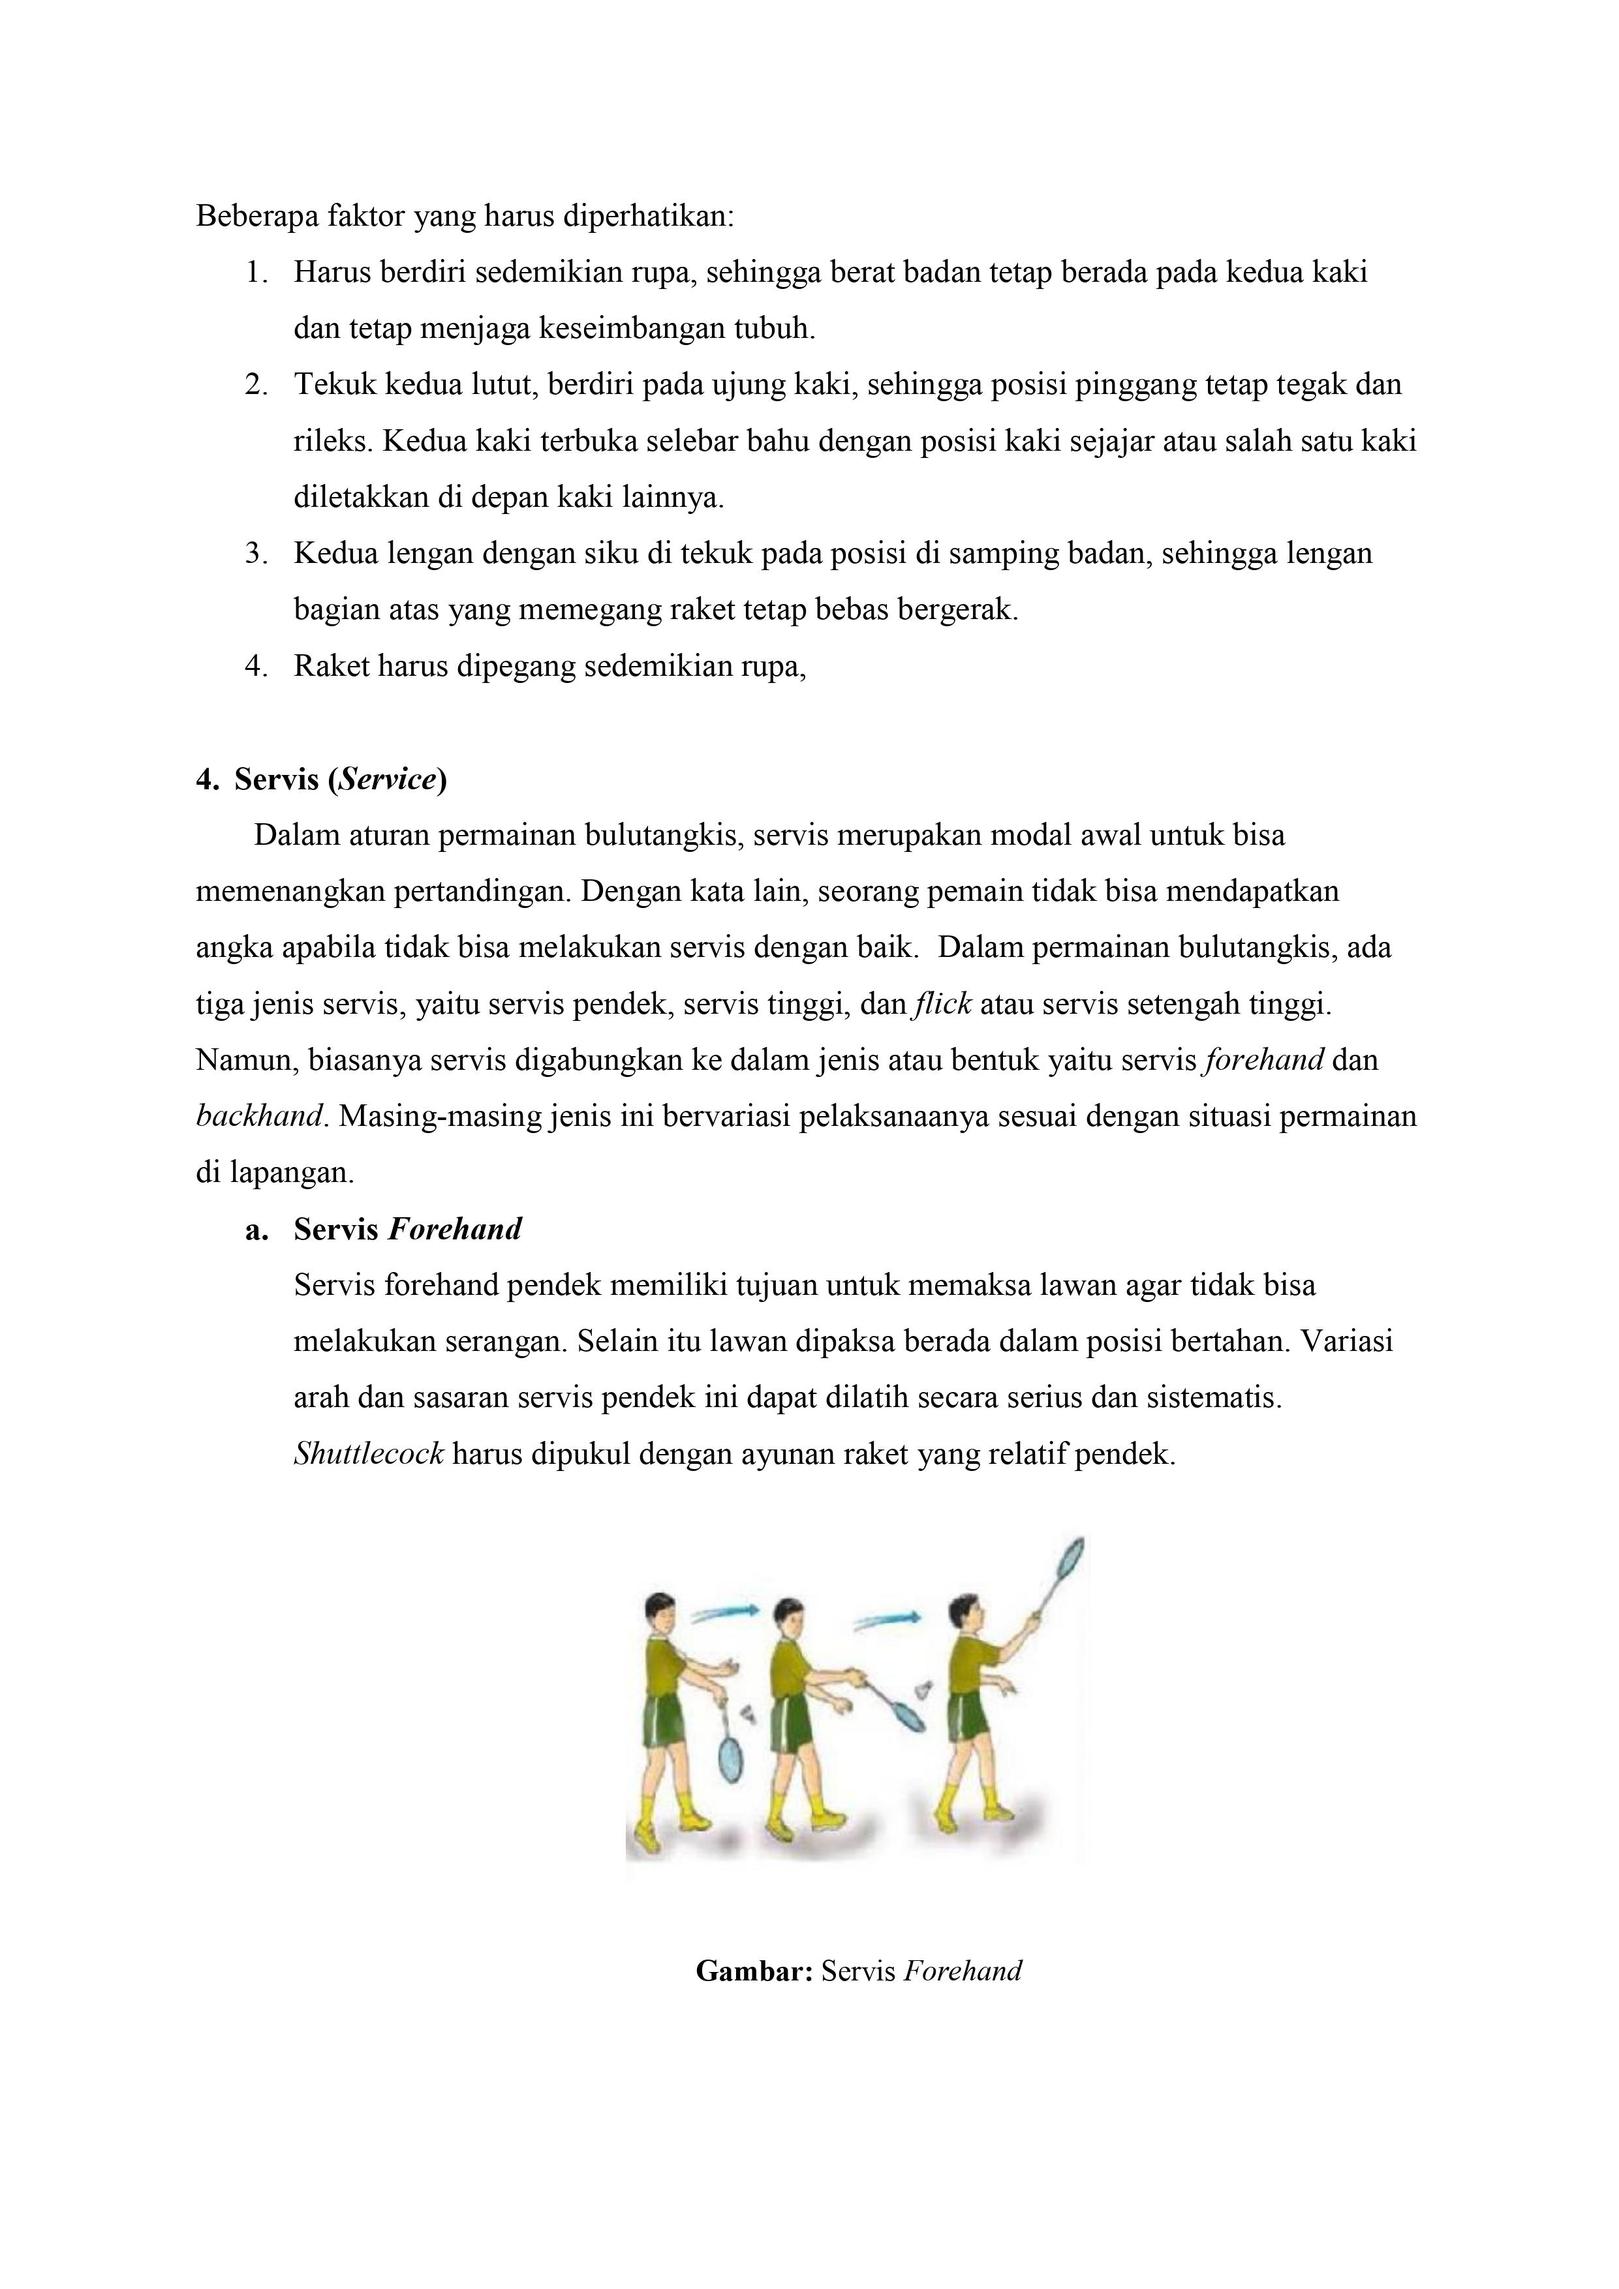 Beberapa faktor yang harus diperhatikan:
1. Harus berdiri sedemikian rupa, sehingga berat badan tetap berada pada kedua kaki
dan tetap menjaga keseimbangan tubuh.
2. Tekuk kedua lutut, berdiri pada ujung kaki, sehingga posisi pinggang tetap tegak dan
rileks. Kedua kaki terbuka selebar bahu dengan posisi kaki sejajar atau salah satu kaki
diletakkan di depan kaki lainnya.
3. Kedua lengan dengan siku di tekuk pada posisi di samping badan, sehingga lengan
bagian atas yang memegang raket tetap bebas bergerak.
4. Raket harus dipegang sedemikian rupa,
4. Servis (Service)
Dalam aturan permainan bulutangkis, servis merupakan modal awal untuk bisa
memenangkan pertandingan. Dengan kata lain, seorang pemain tidak bisa mendapatkan
angka apabila tidak bisa melakukan servis dengan baik.  Dalam permainan bulutangkis, ada
tiga jenis servis, yaitu servis pendek, servis tinggi, dan flick atau servis setengah tinggi.
Namun, biasanya servis digabungkan ke dalam jenis atau bentuk yaitu servis forehand dan
backhand. Masing-masing jenis ini bervariasi pelaksanaanya sesuai dengan situasi permainan
di lapangan.
a. Servis Forehand
Servis forehand pendek memiliki tujuan untuk memaksa lawan agar tidak bisa
melakukan serangan. Selain itu lawan dipaksa berada dalam posisi bertahan. Variasi
arah dan sasaran servis pendek ini dapat dilatih secara serius dan sistematis.
Shuttlecock harus dipukul dengan ayunan raket yang relatif pendek.
Gambar: Servis Forehand